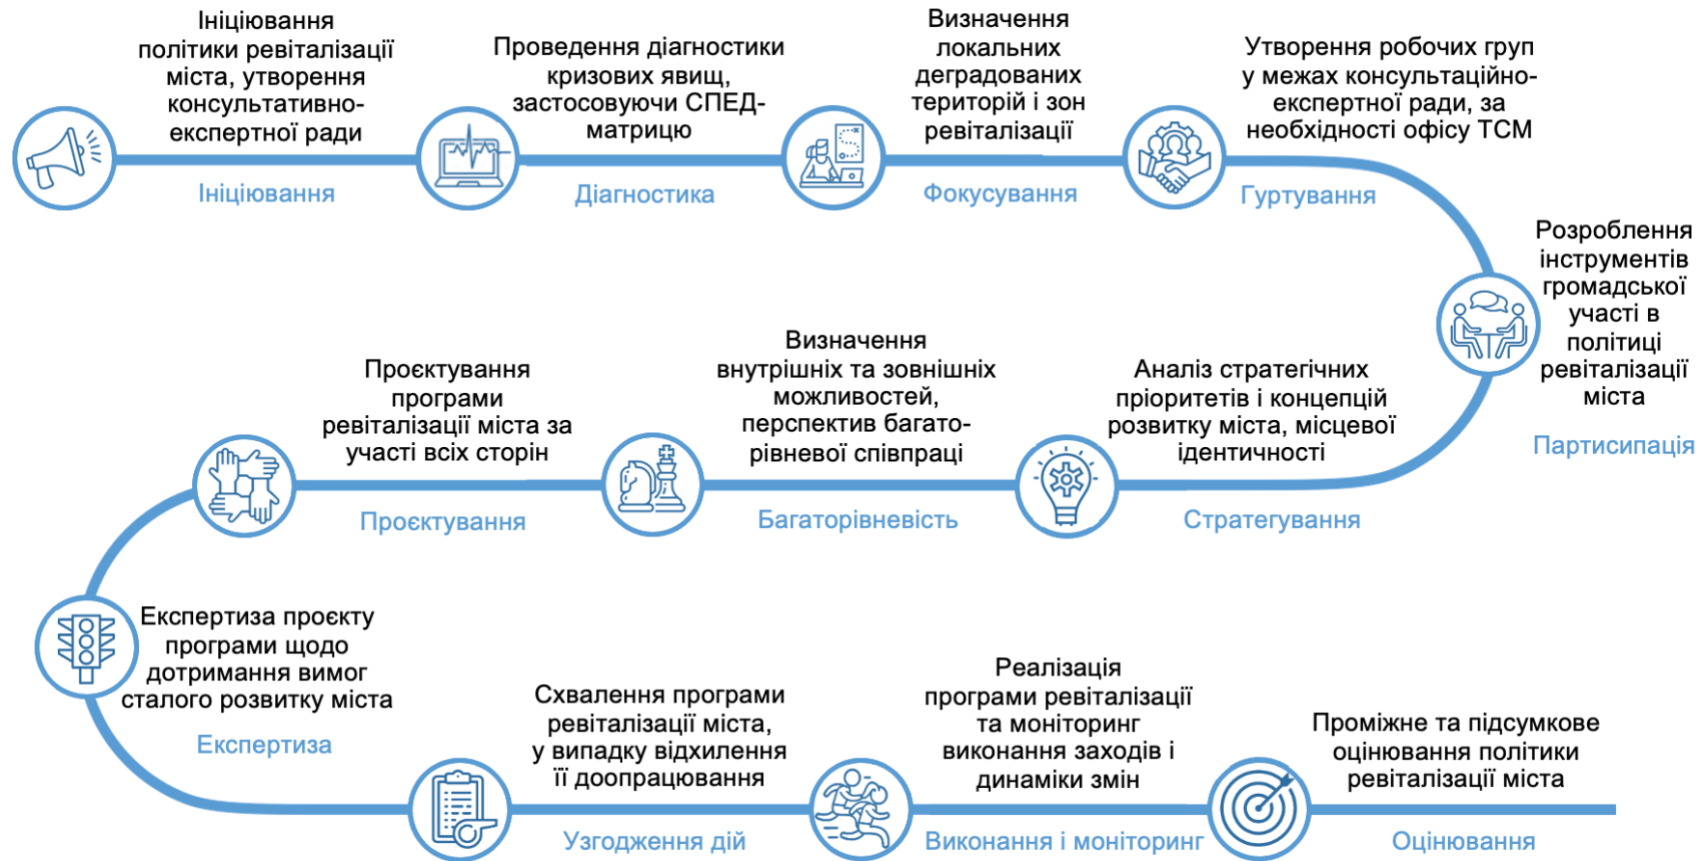 Ініціювання
політики ревіталізації
міста, утворення
консультативно-
експертної ради
Ініціювання
Проведення діагностики
кризових явищ,
застосовуючи СПЕД-
матрицю
Діагностика
Визначення
локальних
деградованих
територій і зон
ревіталізації
Фокусування
Утворення робочих груп
у межах консультаційно-
експертної ради, за
необхідності офісу ТСМ
Гуртування
Розроблення
інструментів
громадської
участі в
політиці
ревіталізації
міста
Партисипація
Аналіз стратегічних
пріоритетів і концепцій
розвитку міста, місцевої
ідентичності
Стратегування
Визначення
внутрішніх та зовнішніх
можливостей,
перспектив багато-
рівневої співпраці
Багаторівневість
Проєктування
програми
ревіталізації міста за
участі всіх сторін
Проєктування
Експертиза проєкту
програми щодо
дотримання вимог
сталого розвитку міста
Експертиза
Схвалення програми
ревіталізації міста,
у випадку відхилення
її доопрацювання
Узгодження дій
Реалізація
програми ревіталізації
та моніторинг
виконання заходів і
динаміки змін
Виконання і моніторинг
Проміжне та підсумкове
оцінювання політики
ревіталізації міста
Оцінювання